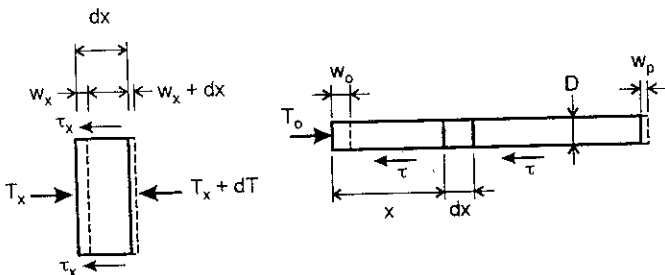 dx
w_x
w_x + dx
τ_x
T_x
T_x + dT
τ_x
w_o
D
w_p
T_o
τ
τ
x
dx